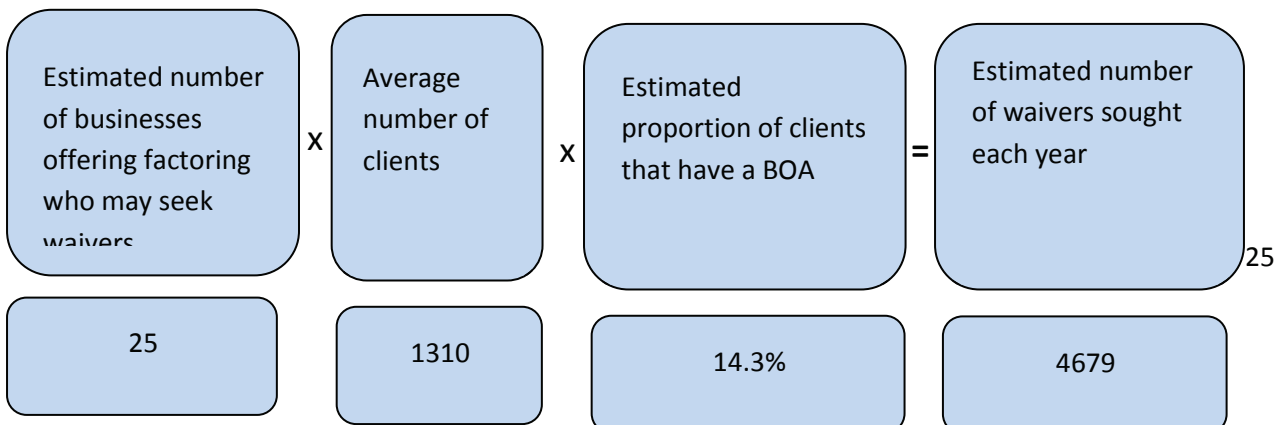 Estimated number
of businesses
offering factoring
who may seek
waivers
x
Average
number of
clients
x
Estimated
proportion of clients
that have a BOA
=
Estimated number
of waivers sought
each year
25
25
1310
14.3%
4679